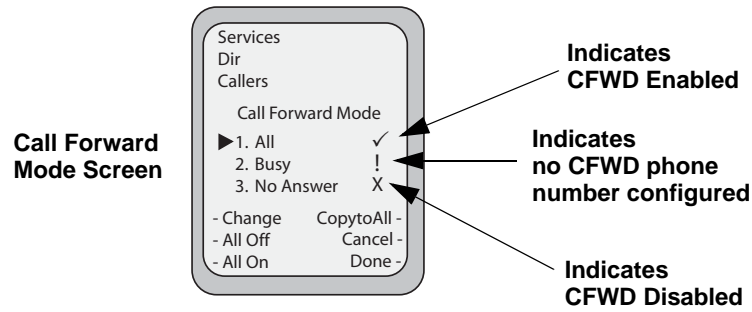 Services
Dir
Callers
Call Forward Mode
1. All ✓
2. Busy !
3. No Answer X
- Change CopytoAll -
- All Off Cancel -
- All On Done -
Call Forward
Mode Screen
Indicates
CFWD Enabled
Indicates
no CFWD phone
number configured
Indicates
CFWD Disabled